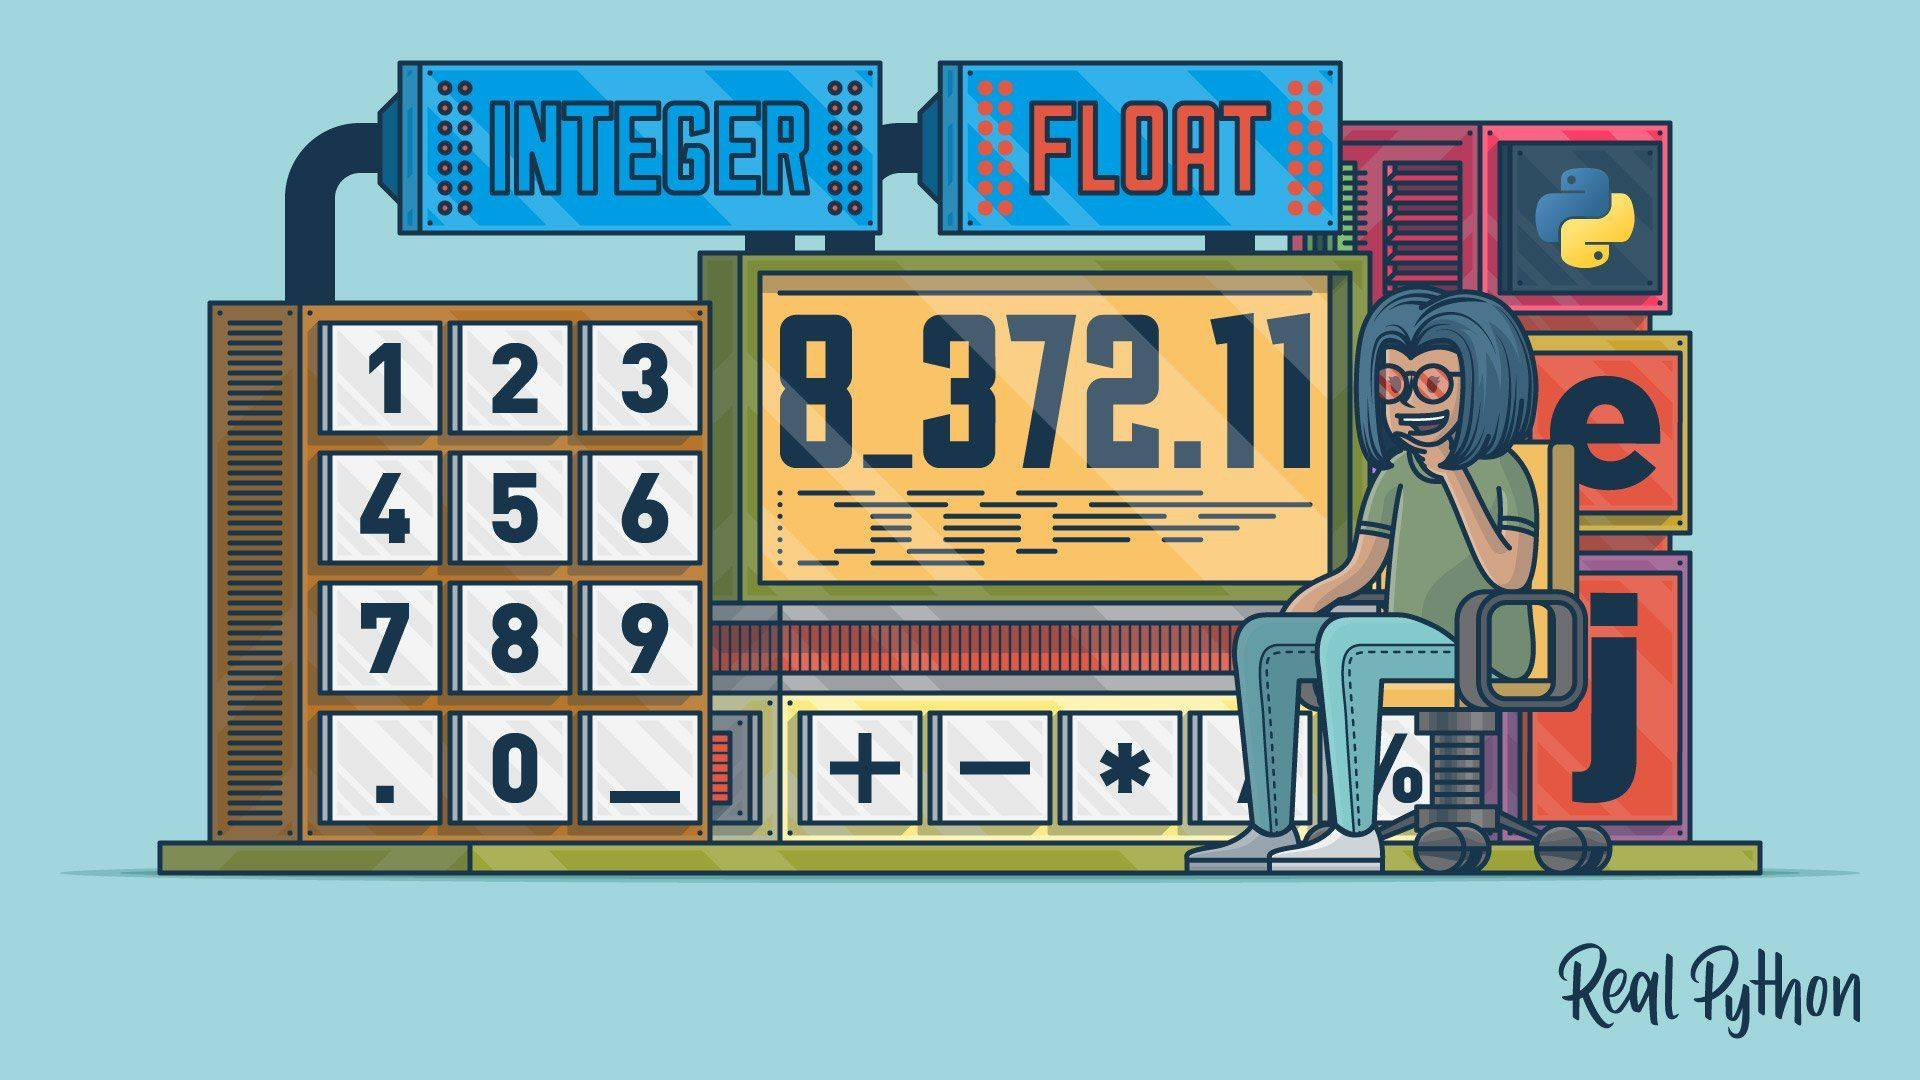 INTEGER
FLOAT
8_372.11
1 2 3
4 5 6
7 8 9
. 0 _
+ − * %
e
j
Real Python